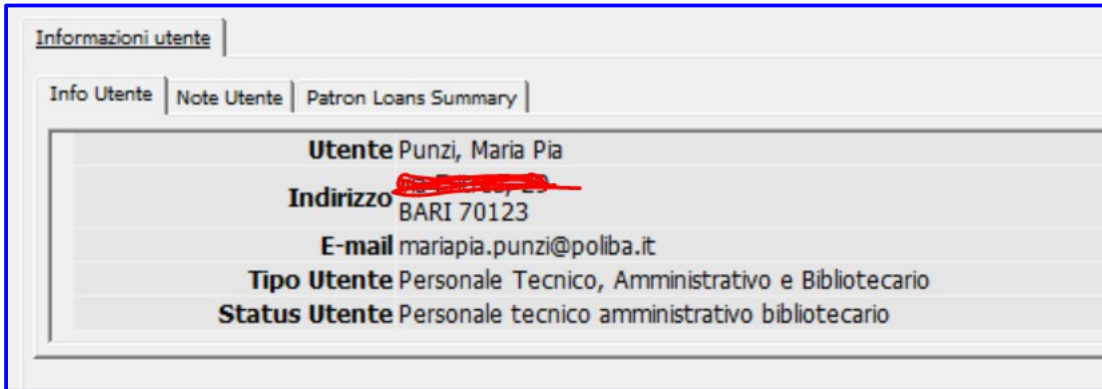 Informazioni utente
Info Utente Note Utente Patron Loans Summary
Utente Punzi, Maria Pia
Indirizzo
BARI 70123
E-mail mariapia.punzi@poliba.it
Tipo Utente Personale Tecnico, Amministrativo e Bibliotecario
Status Utente Personale tecnico amministrativo bibliotecario